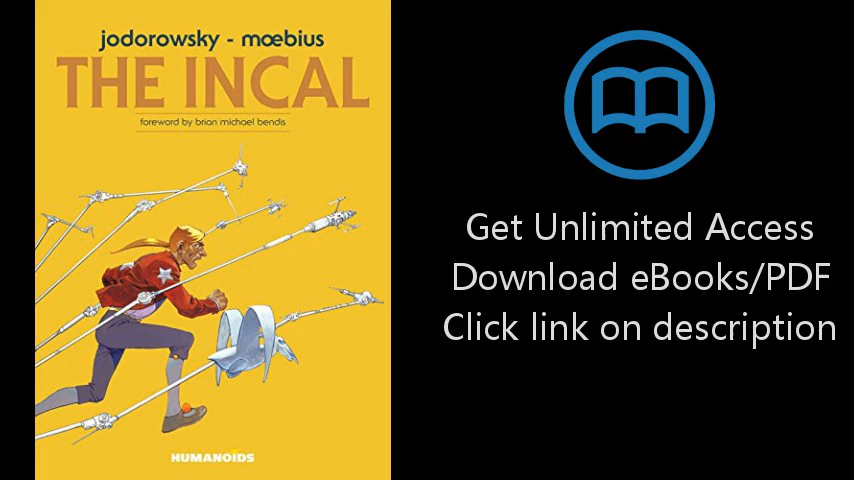 jodorowsky - mœbius
THE INCAL
foreword by brian michael bendis
HUMANOIDS
Get Unlimited Access
Download eBooks/PDF
Click link on description